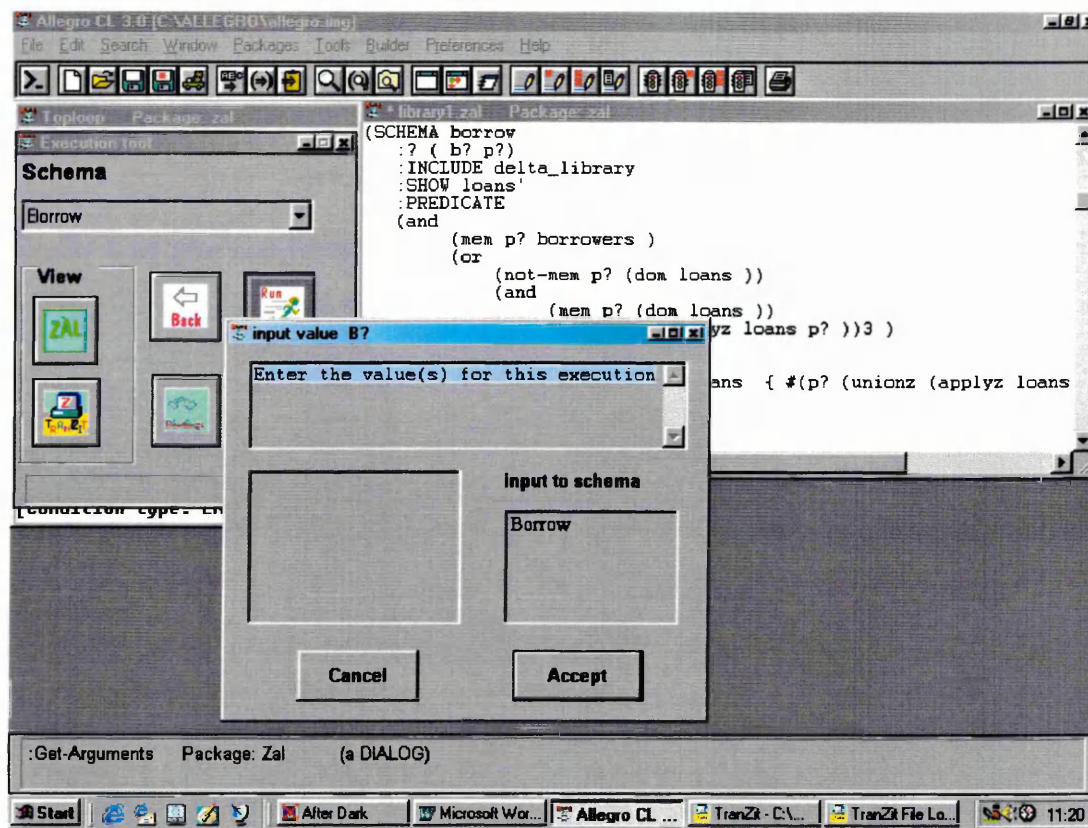 Allegro CL 3.0 [C:\ALLEGRO\allegro.img]
File Edit Search Window Packages Tools Builder Preferences Help
Toploop Package: zal
* library1.zal Package: zal
Execution tool
Schema
Borrow
View
ZAL
Back
Run
TRANZIT
(SCHEMA borrow
:? ( b? p?)
:INCLUDE delta_library
:SHOW loans'
:PREDICATE
(and
(mem p? borrowers )
(or
(not-mem p? (dom loans ))
(and
(mem p? (dom loans ))
yz loans p? ))3 )
ans { #(p? (unionz (applyz loans
input value B?
Enter the value(s) for this execution
Input to schema
Borrow
Cancel
Accept
:Get-Arguments Package: Zal (a DIALOG)
Start After Dark Microsoft Wor... Allegro CL ... TranZit - C:\... TranZit File Lo... 11:20